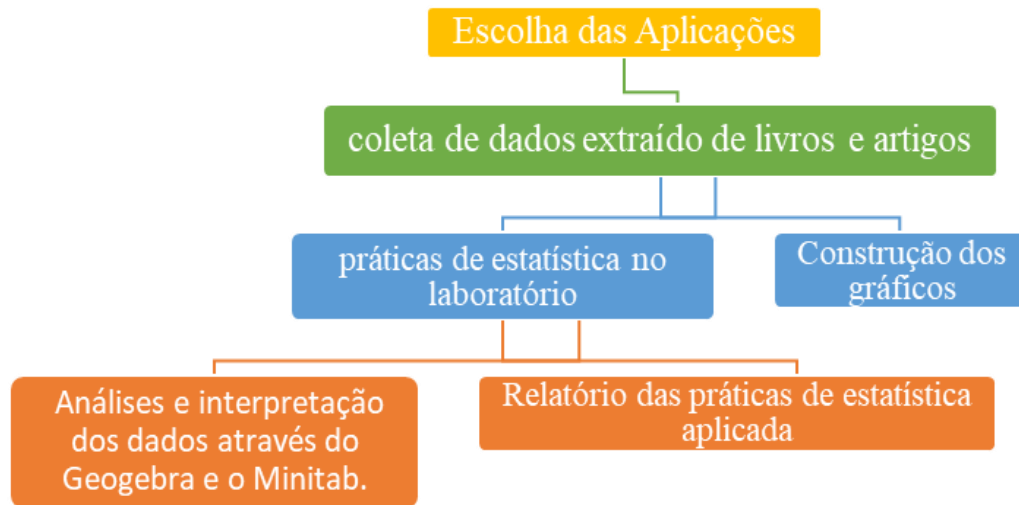 Escolha das Aplicações
coleta de dados extraído de livros e artigos
práticas de estatística no
laboratório
Construção dos
gráficos
Análises e interpretação
dos dados através do
Geogebra e o Minitab.
Relatório das práticas de estatística
aplicada